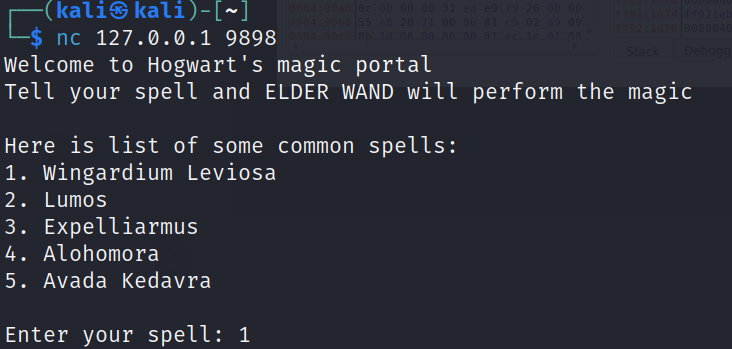 ┌──(kali㉿kali)-[~]
└─$ nc 127.0.0.1 9898
Welcome to Hogwart's magic portal
Tell your spell and ELDER WAND will perform the magic
Here is list of some common spells:
1. Wingardium Leviosa
2. Lumos
3. Expelliarmus
4. Alohomora
5. Avada Kedavra
Enter your spell: 1
Stack